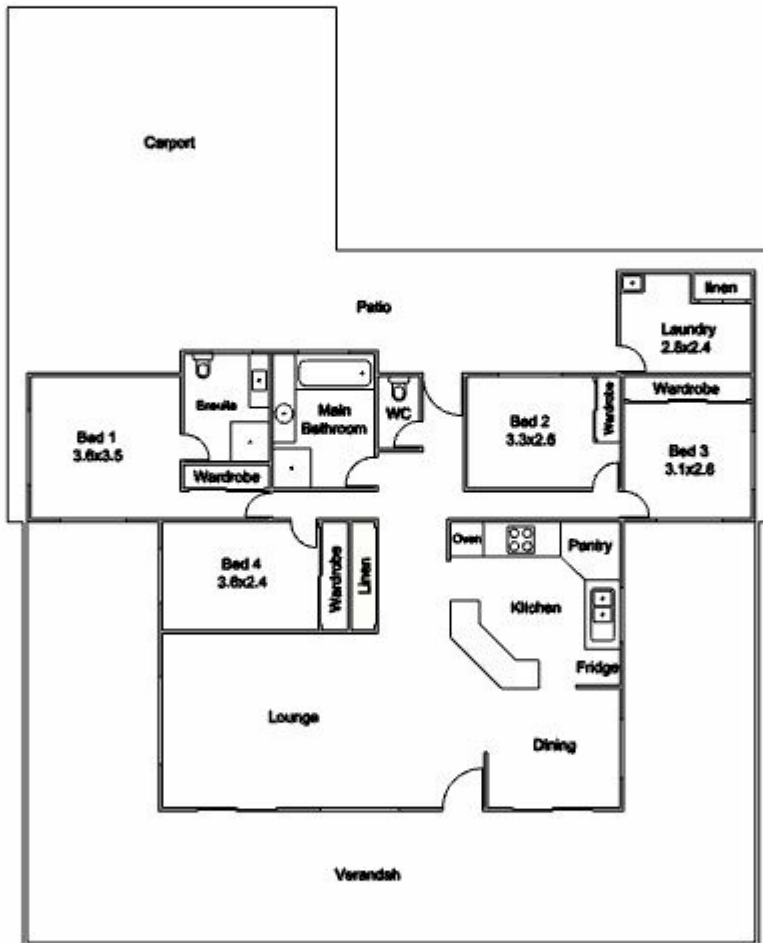 Carport
Patio
linen
Laundry
2.8x2.4
Bed 1
3.6x3.5
Ensuite
Main
Bathroom
WC
Bed 2
3.3x2.6
Wardrobe
Wardrobe
Bed 3
3.1x2.8
Wardrobe
Bed 4
3.6x2.4
Wardrobe
Linen
Oven
Pantry
Kitchen
Fridge
Lounge
Dining
Verandah